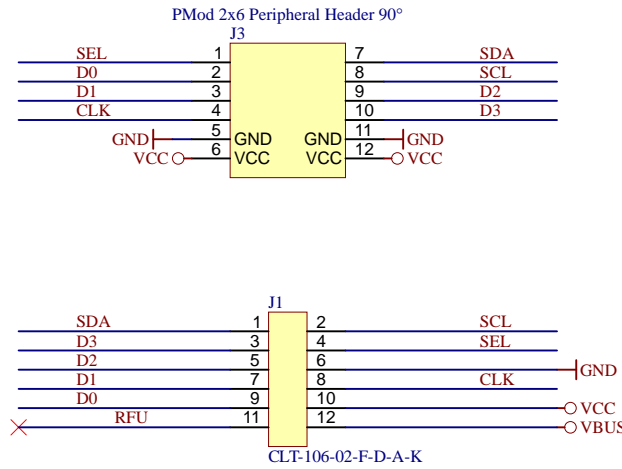 PMod 2x6 Peripheral Header 90°
J3
SEL 1 7 SDA
D0 2 8 SCL
D1 3 9 D2
CLK 4 10 D3
GND 5 GND GND 11 GND
VCC 6 VCC VCC 12 VCC
J1
SDA 1 2 SCL
D3 3 4 SEL
D2 5 6 GND
D1 7 8 CLK
D0 9 10 VCC
RFU 11 12 VBUS
CLT-106-02-F-D-A-K